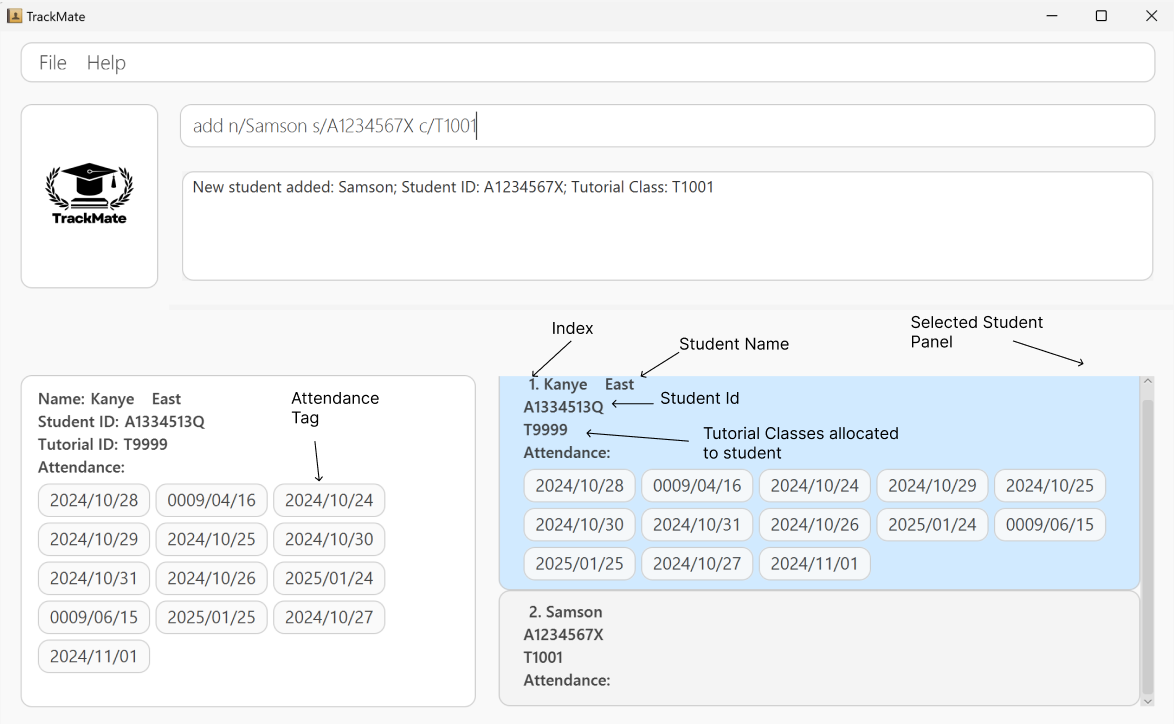 TrackMate
File Help
TrackMate
add n/Samson s/A1234567X c/T1001
New student added: Samson; Student ID: A1234567X; Tutorial Class: T1001
Index
Student Name
Selected Student
Panel
Name: Kanye East
Student ID: A1334513Q
Tutorial ID: T9999
Attendance:
Attendance
Tag
2024/10/28 0009/04/16 2024/10/24
2024/10/29 2024/10/25 2024/10/30
2024/10/31 2024/10/26 2025/01/24
0009/06/15 2025/01/25 2024/10/27
2024/11/01
1. Kanye East
A1334513Q
Student Id
T9999
Tutorial Classes allocated
to student
Attendance:
2024/10/28 0009/04/16 2024/10/24 2024/10/29 2024/10/25
2024/10/30 2024/10/31 2024/10/26 2025/01/24 0009/06/15
2025/01/25 2024/10/27 2024/11/01
2. Samson
A1234567X
T1001
Attendance: